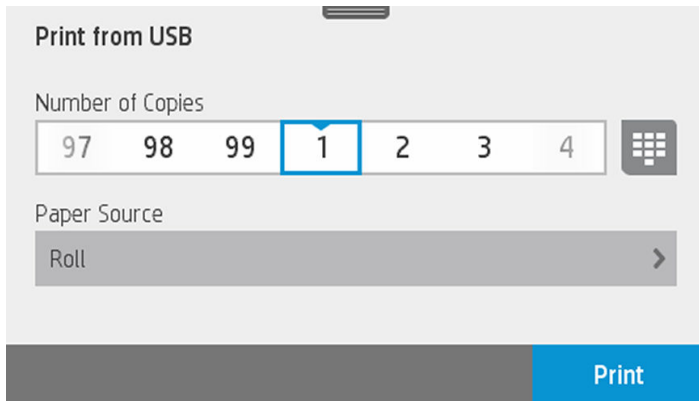 Print from USB
Number of Copies
97 98 99 1 2 3 4
Paper Source
Roll
Print